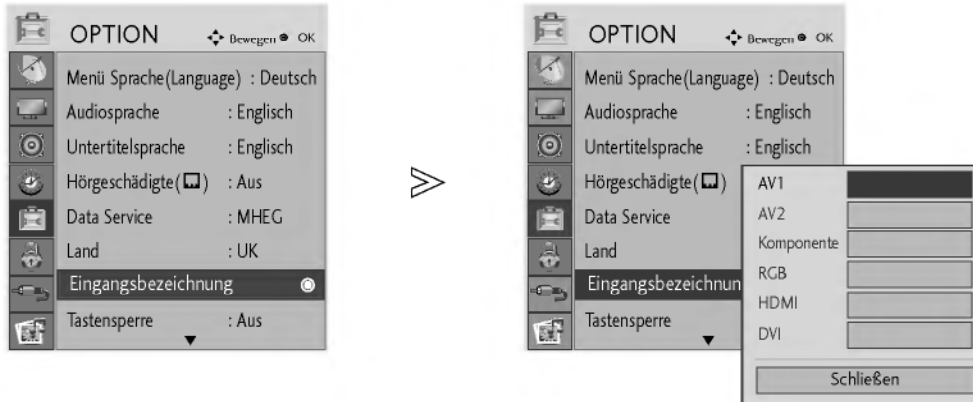 OPTION Bewegen OK
Menü Sprache(Language) : Deutsch
Audiosprache : Englisch
Untertitelsprache : Englisch
Hörgeschädigte( ) : Aus
Data Service : MHEG
Land : UK
Eingangsbezeichnung
Tastensperre : Aus
OPTION Bewegen OK
Menü Sprache(Language) : Deutsch
Audiosprache : Englisch
Untertitelsprache : Englisch
Hörgeschädigte( )
Data Service
Land
Eingangsbezeichnun
Tastensperre
AV1
AV2
Komponente
RGB
HDMI
DVI
Schließen